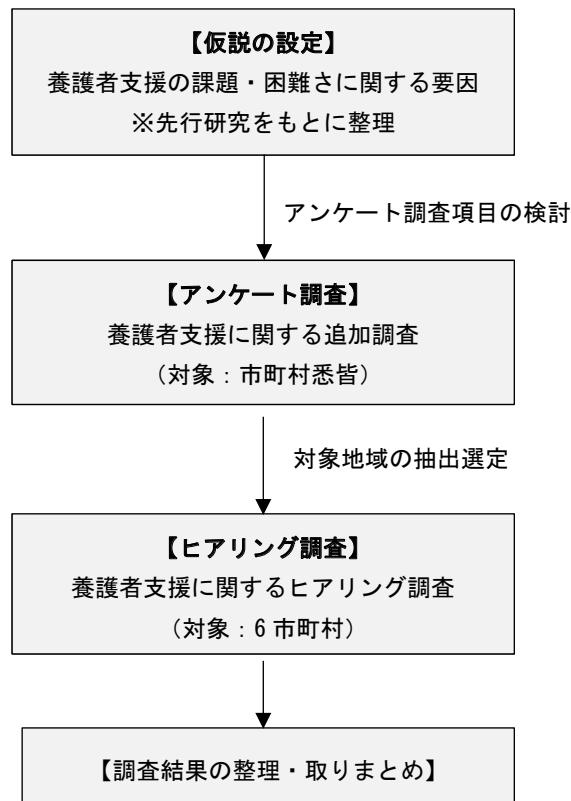 【仮説の設定】
養護者支援の課題・困難さに関する要因
※先行研究をもとに整理
アンケート調査項目の検討
【アンケート調査】
養護者支援に関する追加調査
（対象：市町村悉皆）
対象地域の抽出選定
【ヒアリング調査】
養護者支援に関するヒアリング調査
（対象：6 市町村）
【調査結果の整理・取りまとめ】